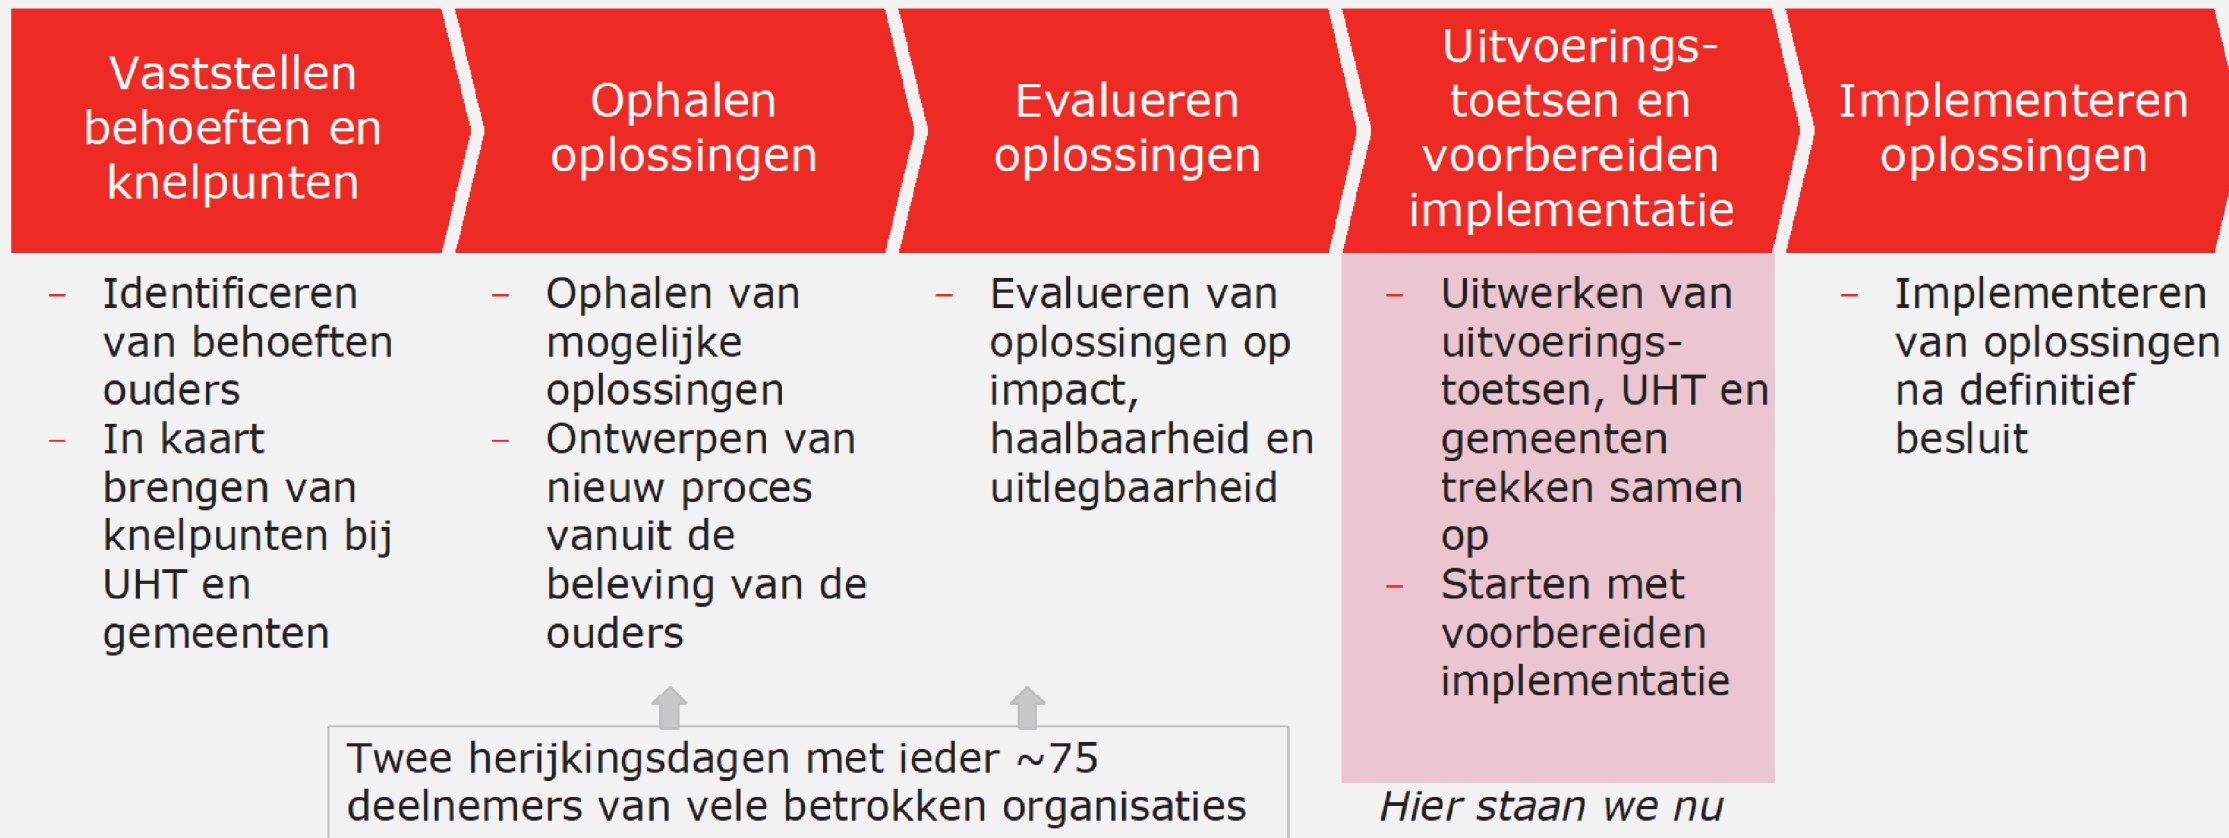 Vaststellen
behoeften en
knelpunten
Ophalen
oplossingen
Evalueren
oplossingen
Uitvoerings-
toetsen en
voorbereiden
implementatie
Implementeren
oplossingen
– Identificeren
van behoeften
ouders
– In kaart
brengen van
knelpunten bij
UHT en
gemeenten
– Ophalen van
mogelijke
oplossingen
– Ontwerpen van
nieuw proces
vanuit de
beleving van de
ouders
– Evalueren van
oplossingen op
impact,
haalbaarheid en
uitlegbaarheid
– Uitwerken van
uitvoerings-
toetsen, UHT en
gemeenten
trekken samen
op
– Starten met
voorbereiden
implementatie
– Implementeren
van oplossingen
na definitief
besluit
Twee herijkingsdagen met ieder ~75
deelnemers van vele betrokken organisaties
Hier staan we nu